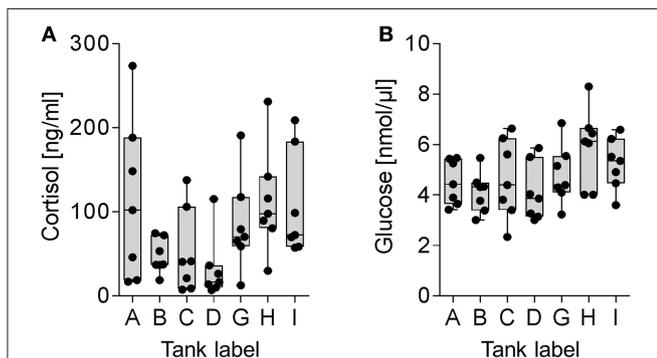 A
Cortisol [ng/ml]
300
200
100
0
A B C D G H I
Tank label
B
Glucose [nmol/µl]
10
8
6
4
2
0
A B C D G H I
Tank label